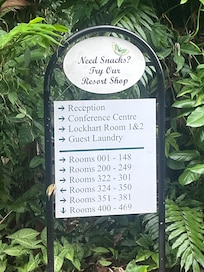 Need Snacks?
Try Our
Resort Shop
→ Reception
→ Conference Centre
→ Lockhart Room 1&2
→ Guest Laundry
→ Rooms 001 - 148
→ Rooms 200 - 249
→ Rooms 322 - 301
← Rooms 324 - 350
→ Rooms 351 - 381
↓ Rooms 400 - 469